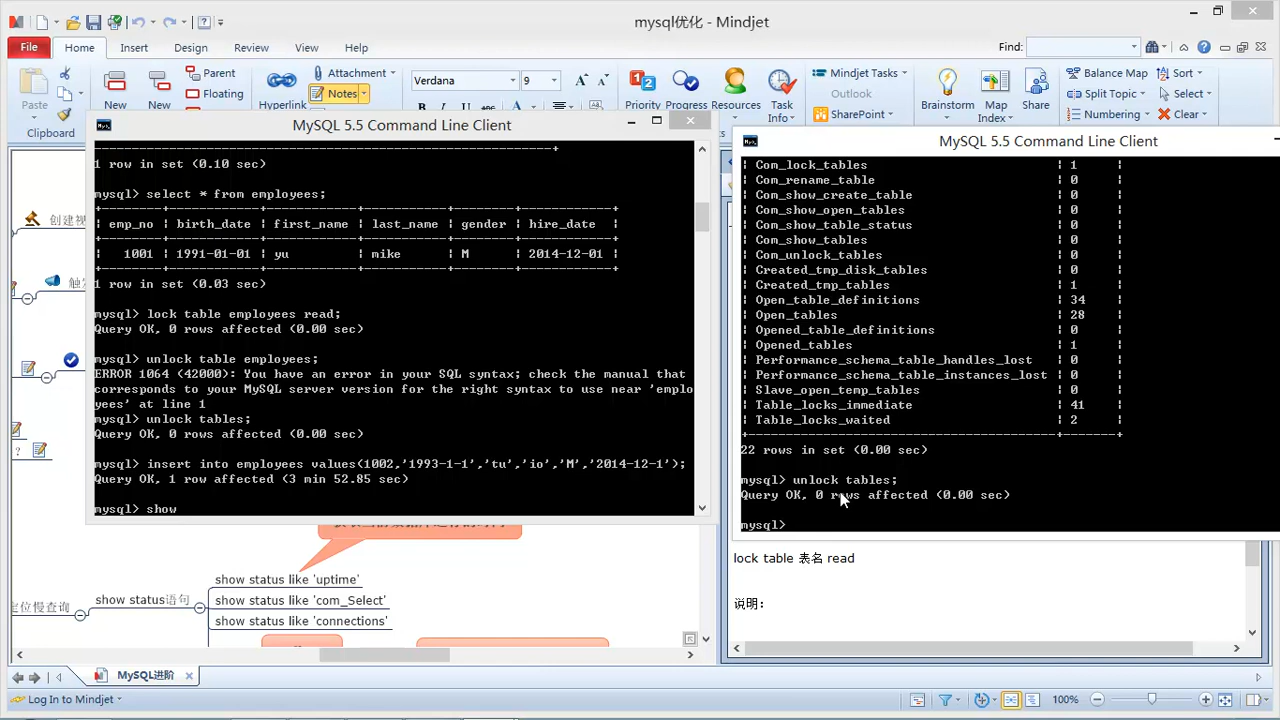 mysql优化 - Mindjet
File Home Insert Design Review View Help Find:
Paste
Clipboard
New New
Parent
Floating
Hyperlink
Attachment
Notes
Verdana 9
Priority Progress Resources Task Info
Mindjet Tasks
Outlook
SharePoint
Brainstorm Map Index Share
Balance Map Sort
Split Topic Select
Numbering Clear
MySQL 5.5 Command Line Client
1 row in set (0.10 sec)
mysql> select * from employees;
| emp_no | birth_date | first_name | last_name | gender | hire_date |
| 1001 | 1991-01-01 | yu | mike | M | 2014-12-01 |
1 row in set (0.03 sec)
mysql> lock table employees read;
Query OK, 0 rows affected (0.00 sec)
mysql> unlock table employees;
ERROR 1064 (42000): You have an error in your SQL syntax; check the manual that
corresponds to your MySQL server version for the right syntax to use near 'emplo
yees' at line 1
mysql> unlock tables;
Query OK, 0 rows affected (0.00 sec)
mysql> insert into employees values(1002,'1993-1-1','tu','io','M','2014-12-1');
Query OK, 1 row affected (3 min 52.85 sec)
mysql> show
MySQL 5.5 Command Line Client
| Com_lock_tables | 1 |
| Com_rename_table | 0 |
| Com_show_create_table | 0 |
| Com_show_open_tables | 0 |
| Com_show_table_status | 0 |
| Com_show_tables | 0 |
| Com_unlock_tables | 0 |
| Created_tmp_disk_tables | 0 |
| Created_tmp_tables | 1 |
| Open_table_definitions | 34 |
| Open_tables | 28 |
| Opened_table_definitions | 0 |
| Opened_tables | 1 |
| Performance_schema_table_handles_lost | 0 |
| Performance_schema_table_instances_lost | 0 |
| Slave_open_temp_tables | 0 |
| Table_locks_immediate | 41 |
| Table_locks_waited | 2 |
22 rows in set (0.00 sec)
mysql> unlock tables;
Query OK, 0 rows affected (0.00 sec)
mysql>
创建视
触发
?
定位慢查询
show status语句
show status like 'uptime'
show status like 'com_Select'
show status like 'connections'
lock table 表名 read
说明：
MySQL进阶
Log In to Mindjet
100%